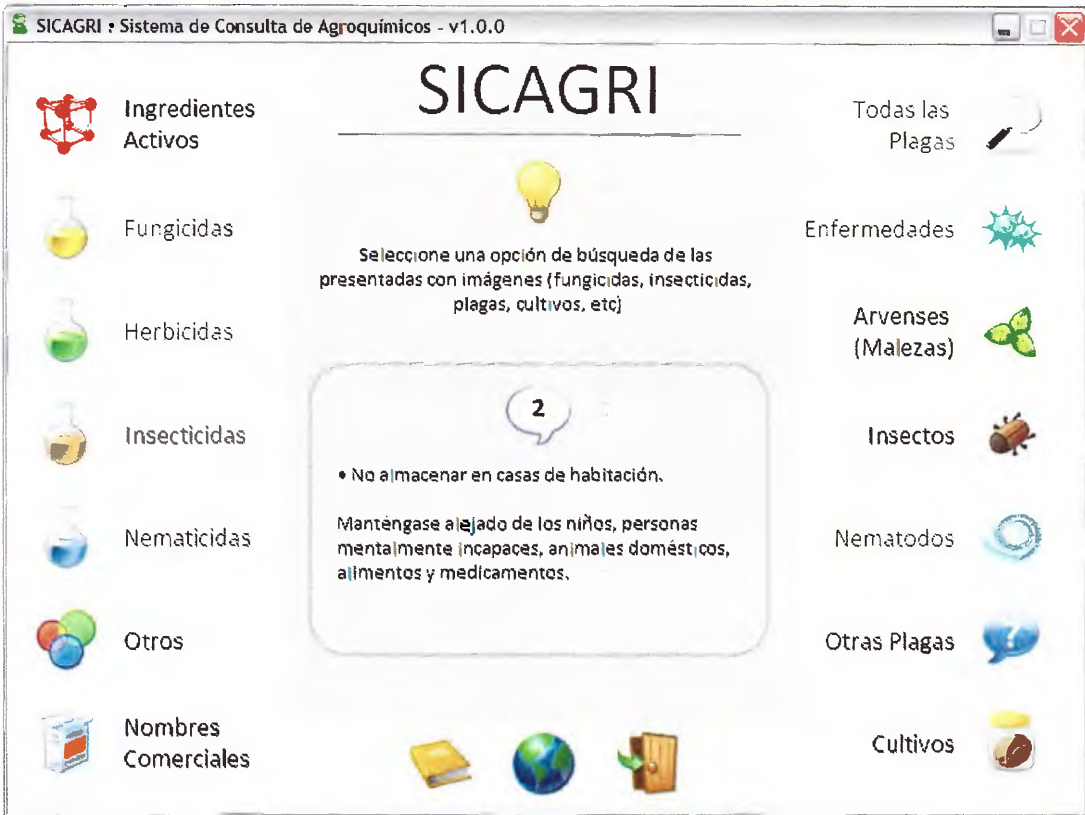 SICAGRI : Sistema de Consulta de Agroquímicos - v1.0.0
SICAGRI
Ingredientes
Activos
Fungicidas
Herbicidas
Insecticidas
Nematicidas
Otros
Nombres
Comerciales
Seleccione una opción de búsqueda de las
presentadas con imágenes (fungicidas, insecticidas,
plagas, cultivos, etc)
2
• No almacenar en casas de habitación.
Manténgase alejado de los niños, personas
mentalmente incapaces, animales domésticos,
alimentos y medicamentos.
Todas las
Plagas
Enfermedades
Arvenses
(Malezas)
Insectos
Nematodos
Otras Plagas
?
Cultivos